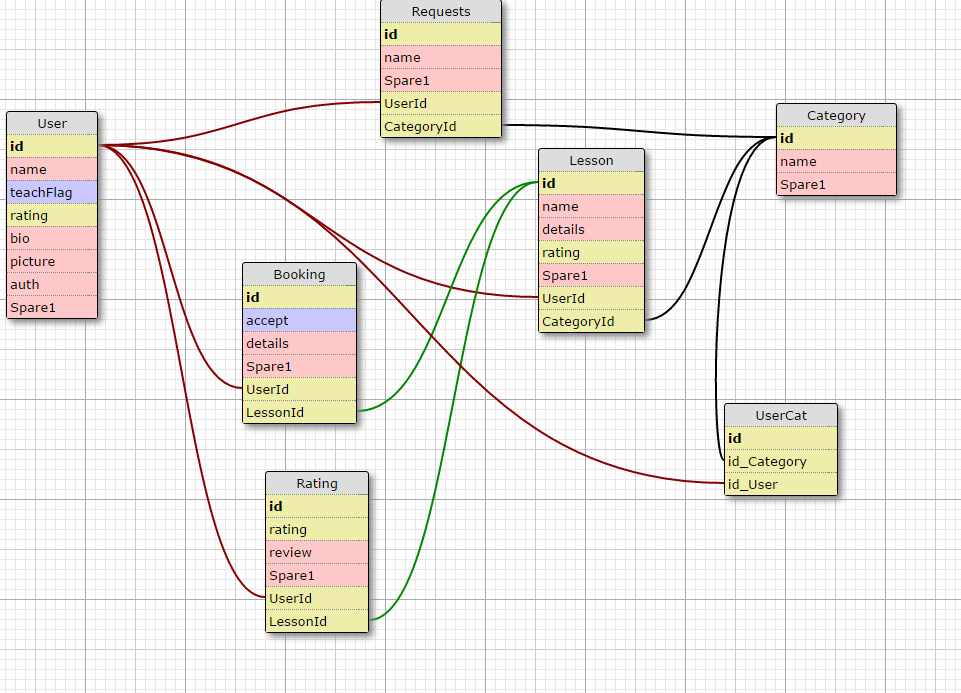 Requests
id
name
Spare1
UserId
CategoryId
User
id
name
teachFlag
rating
bio
picture
auth
Spare1
Category
id
name
Spare1
Lesson
id
name
details
rating
Spare1
UserId
CategoryId
Booking
id
accept
details
Spare1
UserId
LessonId
UserCat
id
id_Category
id_User
Rating
id
rating
review
Spare1
UserId
LessonId